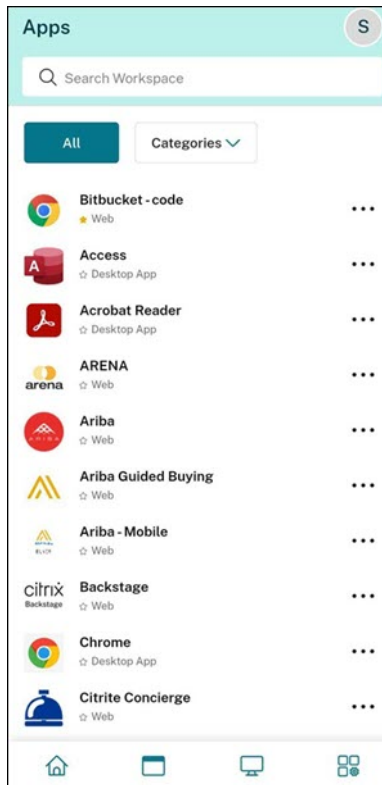 Apps
S
Search Workspace
All
Categories
Bitbucket - code
Web
Access
A
Desktop App
Acrobat Reader
Desktop App
ARENA
arena
Web
Ariba
ARIBA
Web
Ariba Guided Buying
Web
Ariba - Mobile
Web
Backstage
citrix
Backstage
Web
Chrome
Desktop App
Citrite Concierge
Web